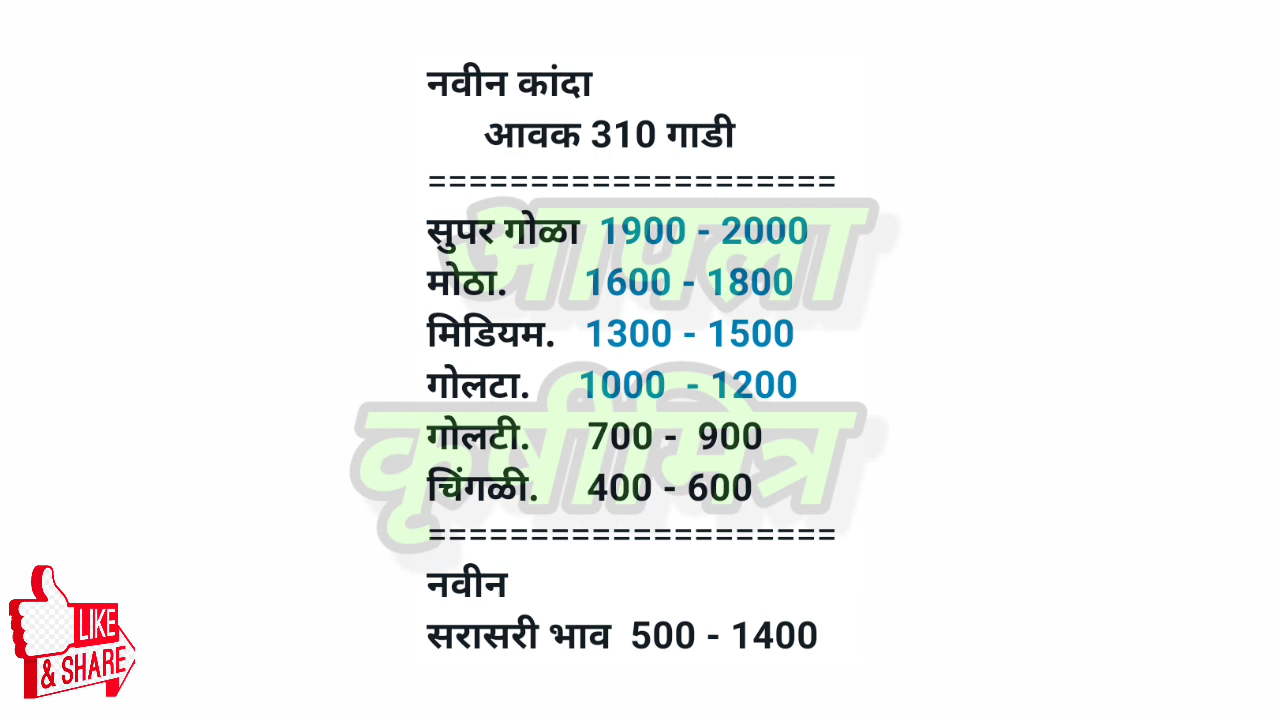 नवीन कांदा
आवक 310 गाडी
====================
सुपर गोळा 1900 - 2000
मोठा. 1600 - 1800
मिडियम. 1300 - 1500
गोलटा. 1000 - 1200
गोलटी. 700 - 900
चिंगळी. 400 - 600
====================
नवीन
सरासरी भाव 500 - 1400
आपला
कृषीमित्र
LIKE
& SHARE